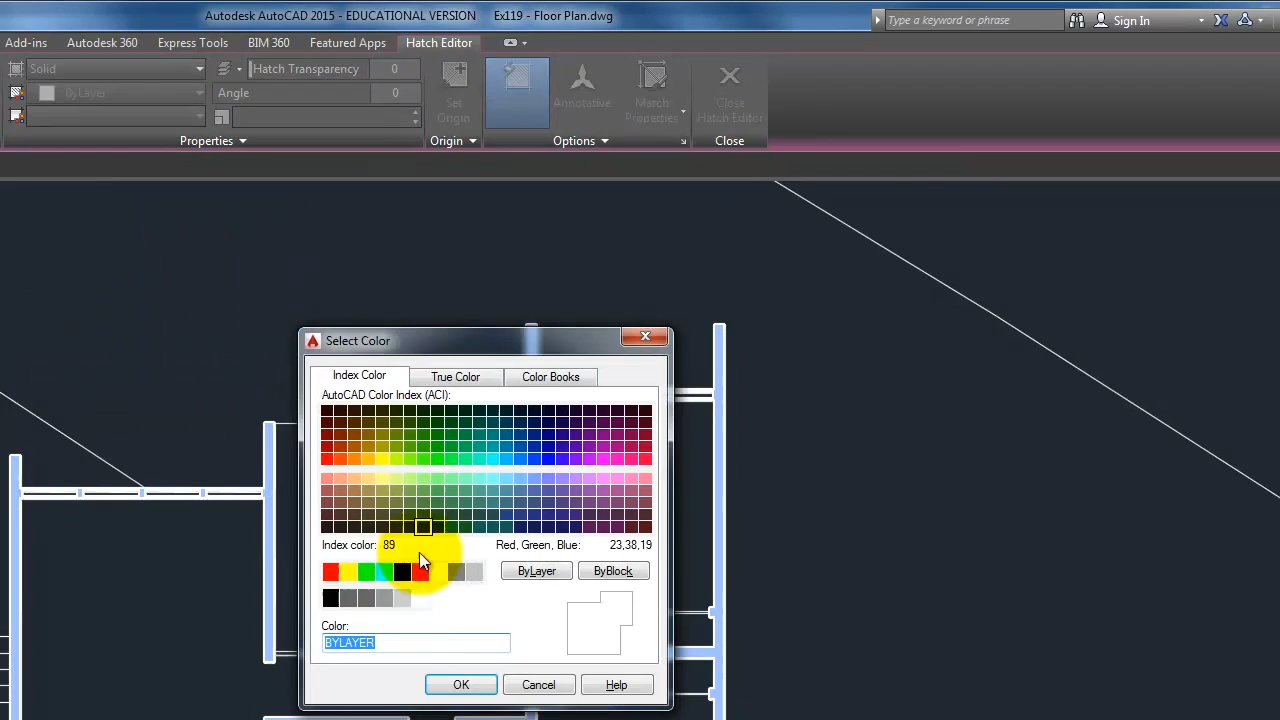 Autodesk AutoCAD 2015 - EDUCATIONAL VERSION Ex119 - Floor Plan.dwg Type a keyword or phrase Sign In
Add-ins Autodesk 360 Express Tools BIM 360 Featured Apps Hatch Editor
Solid Hatch Transparency 0
ByLayer Angle 0
Set Origin Annotative Match Properties Close Hatch Editor
Properties Origin Options Close
Select Color
Index Color True Color Color Books
AutoCAD Color Index (ACI):
Index color: 89 Red, Green, Blue: 23,38,19
ByLayer ByBlock
Color:
BYLAYER
OK Cancel Help